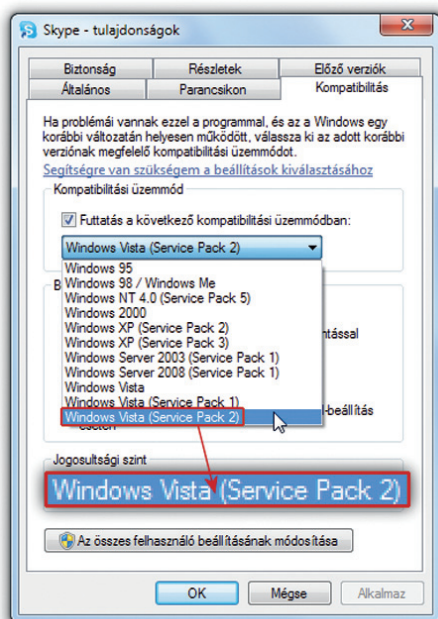 Skype - tulajdonságok
Biztonság Részletek Előző verziók
Általános Parancsikon Kompatibilitás
Ha problémái vannak ezzel a programmal, és az a Windows egy
korábbi változatán helyesen működött, válassza ki az adott korábbi
verziónak megfelelő kompatibilitási üzemmódot.
Segítségre van szükségem a beállítások kiválasztásához
Kompatibilitási üzemmód
Futtatás a következő kompatibilitási üzemmódban:
Windows Vista (Service Pack 2)
Windows 95
B Windows 98 / Windows Me
Windows NT 4.0 (Service Pack 5)
Windows 2000
Windows XP (Service Pack 2)
ntással
Windows XP (Service Pack 3)
Windows Server 2003 (Service Pack 1)
Windows Server 2008 (Service Pack 1)
Windows Vista
Windows Vista (Service Pack 1)
Windows Vista (Service Pack 2)
l-beállítás
esetén
Jogosultsági szint
Windows Vista (Service Pack 2)
Az összes felhasználó beállításának módosítása
OK Mégse Alkalmaz